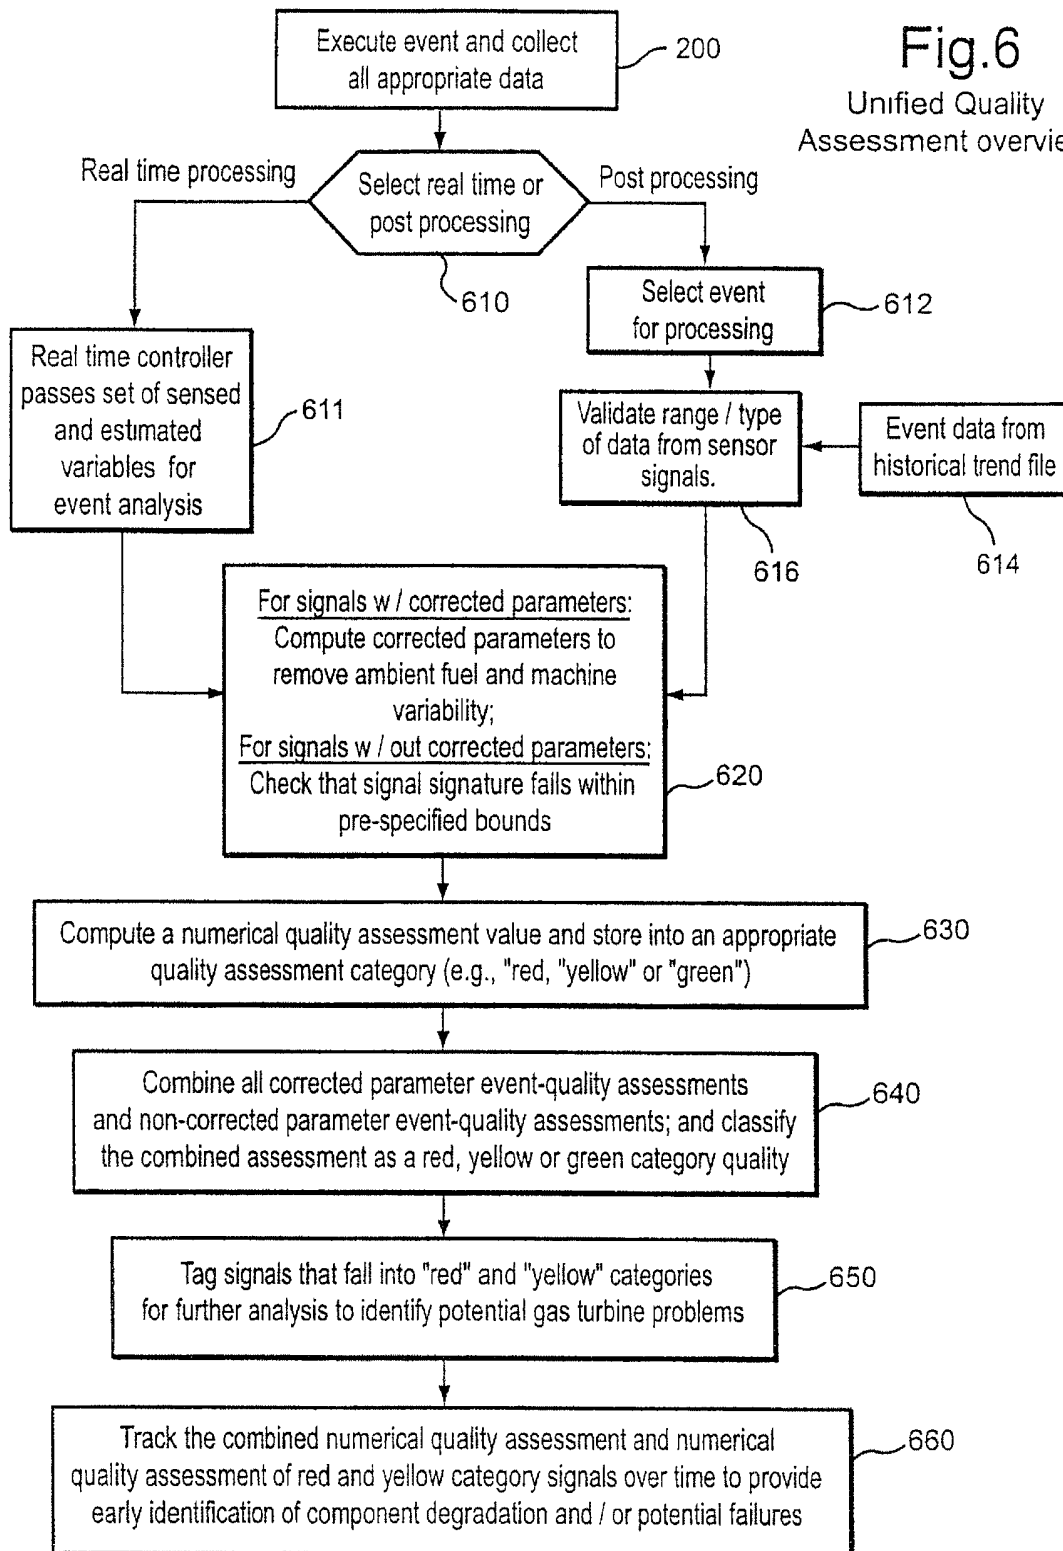 Execute event and collect
all appropriate data
200
Fig.6
Unified Quality
Assessment overvie
Real time processing
Select real time or
post processing
Post processing
610
Select event
for processing
612
Real time controller
passes set of sensed
and estimated
variables for
event analysis
611
Validate range / type
of data from sensor
signals.
616
Event data from
historical trend file
614
For signals w / corrected parameters:
Compute corrected parameters to
remove ambient fuel and machine
variability;
For signals w / out corrected parameters:
Check that signal signature falls within
pre-specified bounds
620
Compute a numerical quality assessment value and store into an appropriate
quality assessment category (e.g., "red, "yellow" or "green")
630
Combine all corrected parameter event-quality assessments
and non-corrected parameter event-quality assessments; and classify
the combined assessment as a red, yellow or green category quality
640
Tag signals that fall into "red" and "yellow" categories
for further analysis to identify potential gas turbine problems
650
Track the combined numerical quality assessment and numerical
quality assessment of red and yellow category signals over time to provide
early identification of component degradation and / or potential failures
660